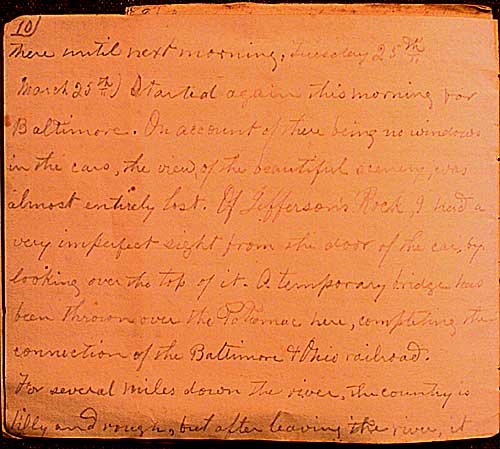 10)
there until next morning, Tuesday 25th
March 25th) Started again this morning for
Baltimore. On account of there being no windows
in the cars, the view of the beautiful scenery, was
almost entirely lost. Of Jefferson's Rock, I had a
very imperfect sight from the door of the car, by
looking over the top of it. A temporary bridge has
been thrown over the Potomac here, completing the
connection of the Baltimore & Ohio railroad.
For several miles down the river, the country is
hilly and rough, but after leaving the river, it